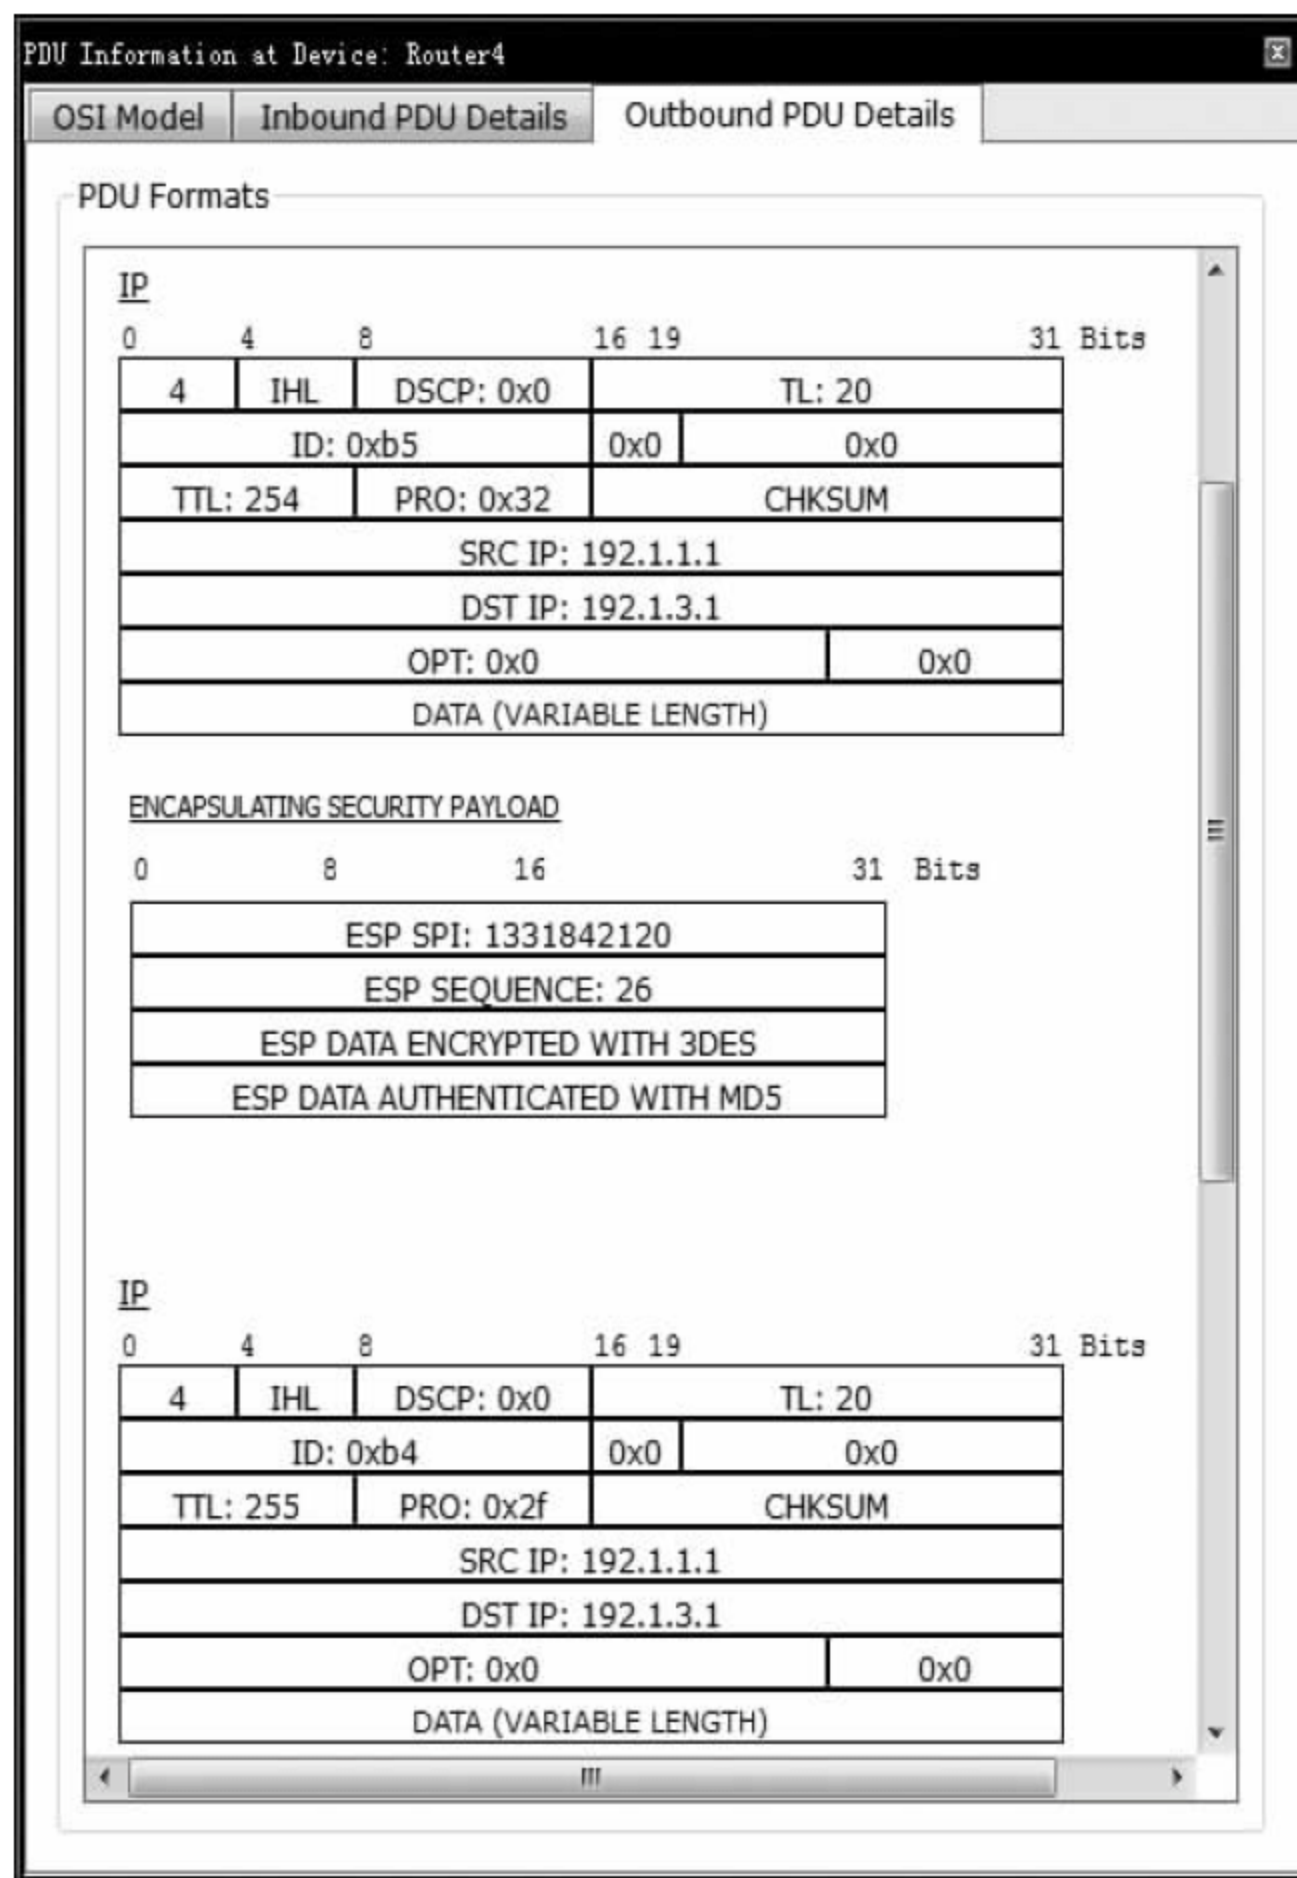 PDU Information at Device: Router4
OSI Model Inbound PDU Details Outbound PDU Details
PDU Formats
IP
0 4 8 16 19 31 Bits
4 IHL DSCP: 0x0 TL: 20
ID: 0xb5 0x0 0x0
TTL: 254 PRO: 0x32 CHKSUM
SRC IP: 192.1.1.1
DST IP: 192.1.3.1
OPT: 0x0 0x0
DATA (VARIABLE LENGTH)
ENCAPSULATING SECURITY PAYLOAD
0 8 16 31 Bits
ESP SPI: 1331842120
ESP SEQUENCE: 26
ESP DATA ENCRYPTED WITH 3DES
ESP DATA AUTHENTICATED WITH MD5
IP
0 4 8 16 19 31 Bits
4 IHL DSCP: 0x0 TL: 20
ID: 0xb4 0x0 0x0
TTL: 255 PRO: 0x2f CHKSUM
SRC IP: 192.1.1.1
DST IP: 192.1.3.1
OPT: 0x0 0x0
DATA (VARIABLE LENGTH)